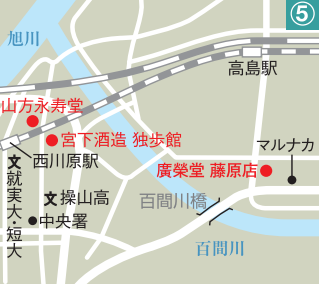 ⑤
旭川
高島駅
山方永寿堂
宮下酒造 独歩館
マルナカ
西川原駅
廣榮堂 藤原店
文就実大・短大
文操山高
百間川橋
中央署
百間川